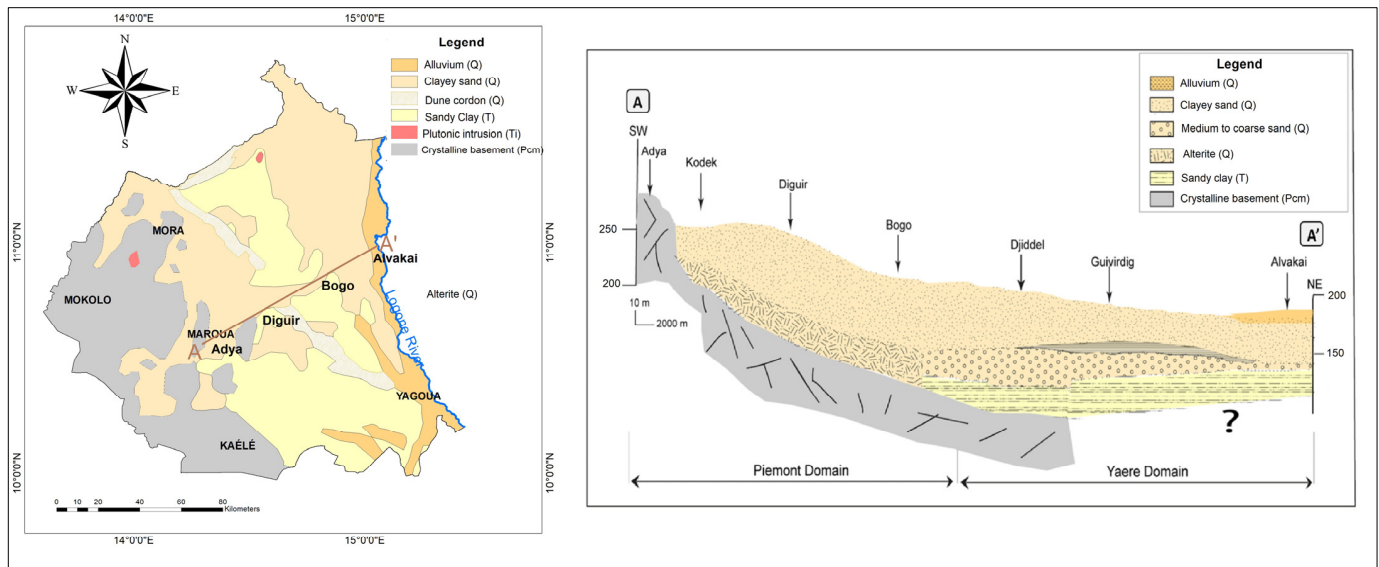 14°0'0"E
15°0'0"E
N
W
E
S
Legend
Alluvium (Q)
Clayey sand (Q)
Dune cordon (Q)
Sandy Clay (T)
Plutonic intrusion (Ti)
Crystalline basement (Pcm)
11°0'0"N
11°0'0"N
10°0'0"N
10°0'0"N
MORA
MOKOLO
MAROUA
A
Adya
Diguir
Bogo
A'
Alvakai
Alterite (Q)
Logone River
YAGOUA
KAÉLÉ
0 10 20 40 60 80
Kilometers
14°0'0"E
15°0'0"E
A
SW
Adya
Kodek
Diguir
Bogo
Djiddel
Guivirdig
Alvakai
A'
NE
Legend
Alluvium (Q)
Clayey sand (Q)
Medium to coarse sand (Q)
Alterite (Q)
Sandy clay (T)
Crystalline basement (Pcm)
250
200
10 m
2000 m
200
150
?
Piemont Domain
Yaere Domain